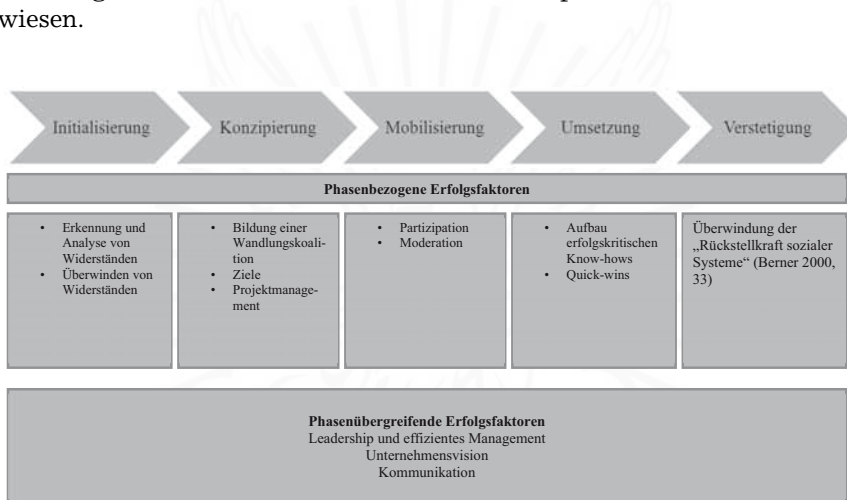 wiesen.
Initialisierung
Konzipierung
Mobilisierung
Umsetzung
Verstetigung
Phasenbezogene Erfolgsfaktoren
• Erkennung und
Analyse von
Widerständen
• Überwinden von
Widerständen
• Bildung einer
Wandlungskoali-
tion
• Ziele
• Projektmanage-
ment
• Partizipation
• Moderation
• Aufbau
erfolgskritischen
Know-hows
• Quick-wins
Überwindung der
„Rückstellkraft sozialer
Systeme“ (Berner 2000,
33)
Phasenübergreifende Erfolgsfaktoren
Leadership und effizientes Management
Unternehmensvision
Kommunikation